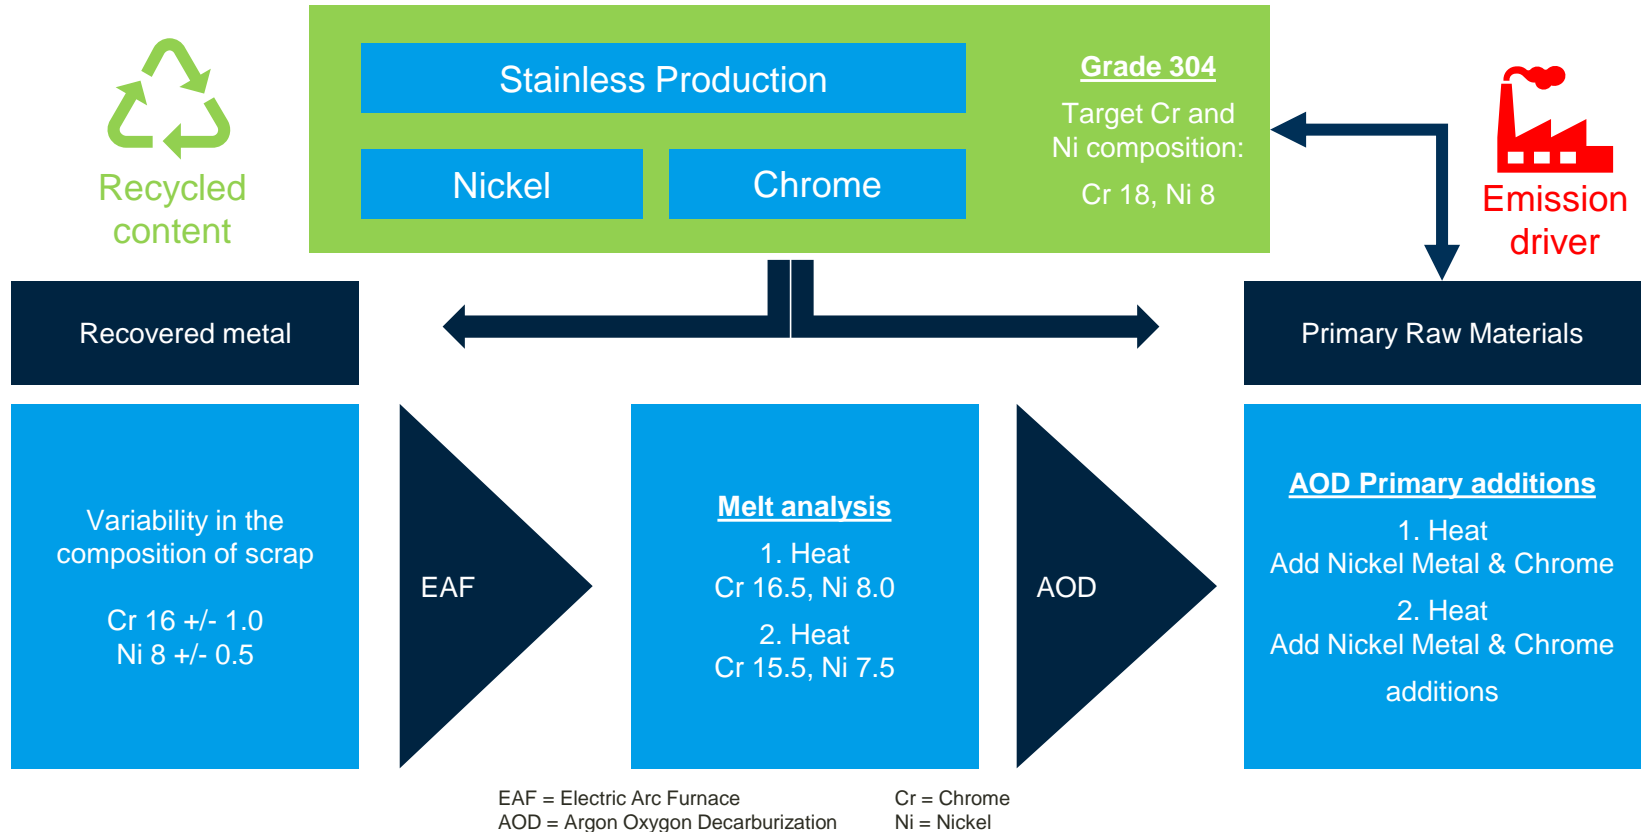 Recycled
content
Stainless Production
Nickel
Chrome
Grade 304
Target Cr and
Ni composition:
Cr 18, Ni 8
Emission
driver
Recovered metal
Primary Raw Materials
Variability in the
composition of scrap
Cr 16 +/- 1.0
Ni 8 +/- 0.5
EAF
Melt analysis
1. Heat
Cr 16.5, Ni 8.0
2. Heat
Cr 15.5, Ni 7.5
AOD
AOD Primary additions
1. Heat
Add Nickel Metal & Chrome
2. Heat
Add Nickel Metal & Chrome
additions
EAF = Electric Arc Furnace
AOD = Argon Oxygen Decarburization
Cr = Chrome
Ni = Nickel